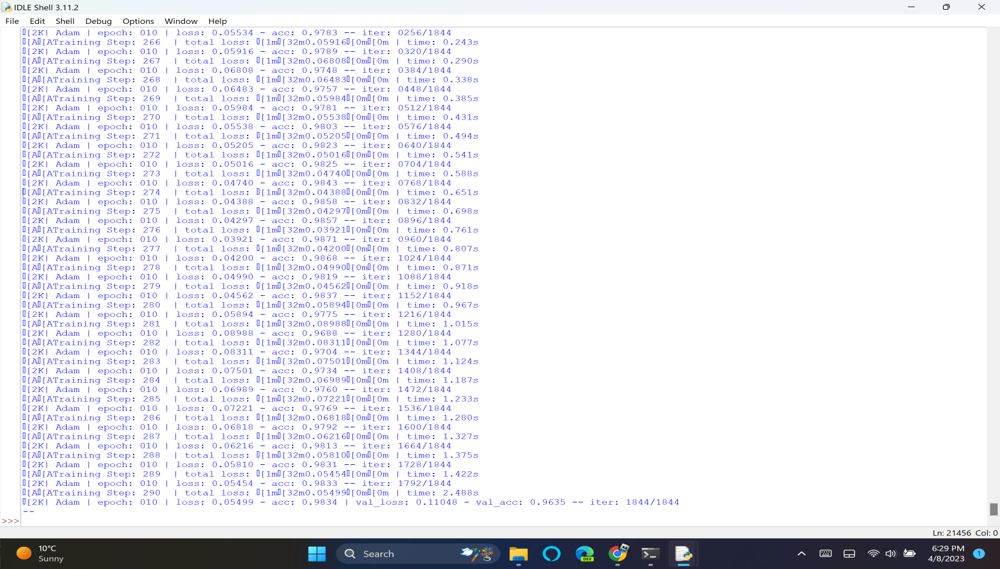 IDLE Shell 3.11.2
File Edit Shell Debug Options Window Help
[2K| Adam | epoch: 010 | loss: 0.05534 - acc: 0.9783 -- iter: 0256/1844
[A[ATraining Step: 266 | total loss: [1m[32m0.05916[0m[0m | time: 0.243s
[2K| Adam | epoch: 010 | loss: 0.05916 - acc: 0.9789 -- iter: 0320/1844
[A[ATraining Step: 267 | total loss: [1m[32m0.06808[0m[0m | time: 0.290s
[2K| Adam | epoch: 010 | loss: 0.06808 - acc: 0.9748 -- iter: 0384/1844
[A[ATraining Step: 268 | total loss: [1m[32m0.06483[0m[0m | time: 0.338s
[2K| Adam | epoch: 010 | loss: 0.06483 - acc: 0.9757 -- iter: 0448/1844
[A[ATraining Step: 269 | total loss: [1m[32m0.05984[0m[0m | time: 0.385s
[2K| Adam | epoch: 010 | loss: 0.05984 - acc: 0.9781 -- iter: 0512/1844
[A[ATraining Step: 270 | total loss: [1m[32m0.05538[0m[0m | time: 0.431s
[2K| Adam | epoch: 010 | loss: 0.05538 - acc: 0.9803 -- iter: 0576/1844
[A[ATraining Step: 271 | total loss: [1m[32m0.05205[0m[0m | time: 0.494s
[2K| Adam | epoch: 010 | loss: 0.05205 - acc: 0.9823 -- iter: 0640/1844
[A[ATraining Step: 272 | total loss: [1m[32m0.05016[0m[0m | time: 0.541s
[2K| Adam | epoch: 010 | loss: 0.05016 - acc: 0.9825 -- iter: 0704/1844
[A[ATraining Step: 273 | total loss: [1m[32m0.04740[0m[0m | time: 0.588s
[2K| Adam | epoch: 010 | loss: 0.04740 - acc: 0.9843 -- iter: 0768/1844
[A[ATraining Step: 274 | total loss: [1m[32m0.04388[0m[0m | time: 0.651s
[2K| Adam | epoch: 010 | loss: 0.04388 - acc: 0.9858 -- iter: 0832/1844
[A[ATraining Step: 275 | total loss: [1m[32m0.04297[0m[0m | time: 0.698s
[2K| Adam | epoch: 010 | loss: 0.04297 - acc: 0.9857 -- iter: 0896/1844
[A[ATraining Step: 276 | total loss: [1m[32m0.03921[0m[0m | time: 0.761s
[2K| Adam | epoch: 010 | loss: 0.03921 - acc: 0.9871 -- iter: 0960/1844
[A[ATraining Step: 277 | total loss: [1m[32m0.04200[0m[0m | time: 0.807s
[2K| Adam | epoch: 010 | loss: 0.04200 - acc: 0.9868 -- iter: 1024/1844
[A[ATraining Step: 278 | total loss: [1m[32m0.04990[0m[0m | time: 0.871s
[2K| Adam | epoch: 010 | loss: 0.04990 - acc: 0.9819 -- iter: 1088/1844
[A[ATraining Step: 279 | total loss: [1m[32m0.04562[0m[0m | time: 0.918s
[2K| Adam | epoch: 010 | loss: 0.04562 - acc: 0.9837 -- iter: 1152/1844
[A[ATraining Step: 280 | total loss: [1m[32m0.05894[0m[0m | time: 0.967s
[2K| Adam | epoch: 010 | loss: 0.05894 - acc: 0.9775 -- iter: 1216/1844
[A[ATraining Step: 281 | total loss: [1m[32m0.08988[0m[0m | time: 1.015s
[2K| Adam | epoch: 010 | loss: 0.08988 - acc: 0.9688 -- iter: 1280/1844
[A[ATraining Step: 282 | total loss: [1m[32m0.08311[0m[0m | time: 1.077s
[2K| Adam | epoch: 010 | loss: 0.08311 - acc: 0.9704 -- iter: 1344/1844
[A[ATraining Step: 283 | total loss: [1m[32m0.07501[0m[0m | time: 1.124s
[2K| Adam | epoch: 010 | loss: 0.07501 - acc: 0.9734 -- iter: 1408/1844
[A[ATraining Step: 284 | total loss: [1m[32m0.06989[0m[0m | time: 1.187s
[2K| Adam | epoch: 010 | loss: 0.06989 - acc: 0.9760 -- iter: 1472/1844
[A[ATraining Step: 285 | total loss: [1m[32m0.07221[0m[0m | time: 1.233s
[2K| Adam | epoch: 010 | loss: 0.07221 - acc: 0.9769 -- iter: 1536/1844
[A[ATraining Step: 286 | total loss: [1m[32m0.06818[0m[0m | time: 1.280s
[2K| Adam | epoch: 010 | loss: 0.06818 - acc: 0.9792 -- iter: 1600/1844
[A[ATraining Step: 287 | total loss: [1m[32m0.06216[0m[0m | time: 1.327s
[2K| Adam | epoch: 010 | loss: 0.06216 - acc: 0.9813 -- iter: 1664/1844
[A[ATraining Step: 288 | total loss: [1m[32m0.05810[0m[0m | time: 1.375s
[2K| Adam | epoch: 010 | loss: 0.05810 - acc: 0.9831 -- iter: 1728/1844
[A[ATraining Step: 289 | total loss: [1m[32m0.05454[0m[0m | time: 1.422s
[2K| Adam | epoch: 010 | loss: 0.05454 - acc: 0.9833 -- iter: 1792/1844
[A[ATraining Step: 290 | total loss: [1m[32m0.05499[0m[0m | time: 2.488s
[2K| Adam | epoch: 010 | loss: 0.05499 - acc: 0.9834 | val_loss: 0.11048 - val_acc: 0.9635 -- iter: 1844/1844
--
>>>
Ln: 21456 Col: 0
10°C
Sunny
Search
DEV
6:29 PM
4/8/2023
1